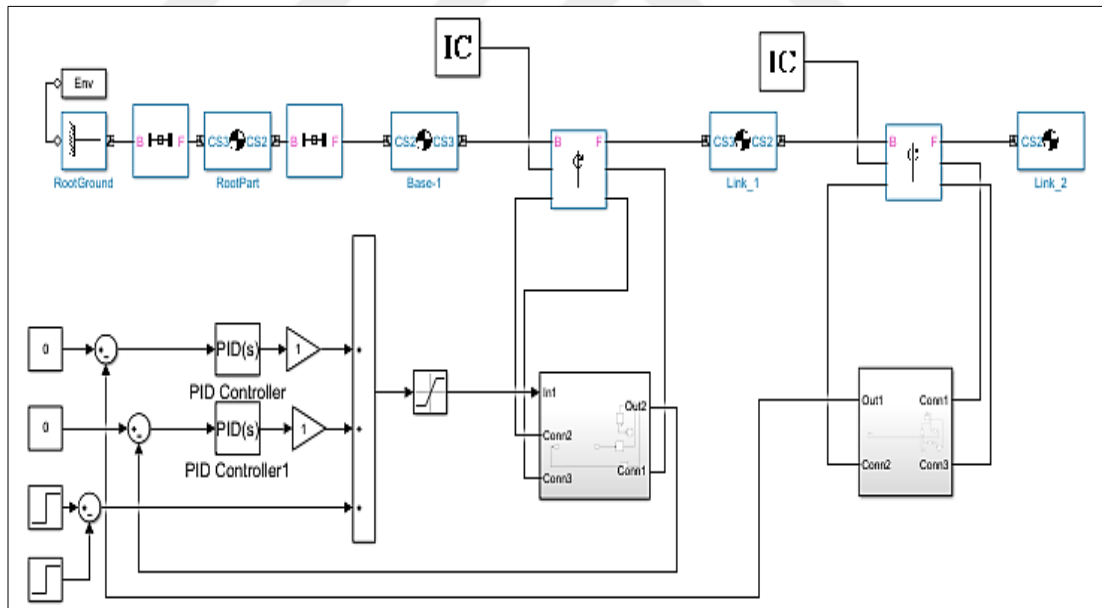 IC
IC
Env
B F
CS3 CS2
B F
CS2 CS3
B F
CS3 CS2
B F
CS2
RootGround
RootPart
Base-1
Link_1
Link_2
0
PID(s)
1
PID Controller
0
PID(s)
1
PID Controller1
In1
Out2
Conn2
Conn1
Conn3
Out1
Conn1
Conn2
Conn3